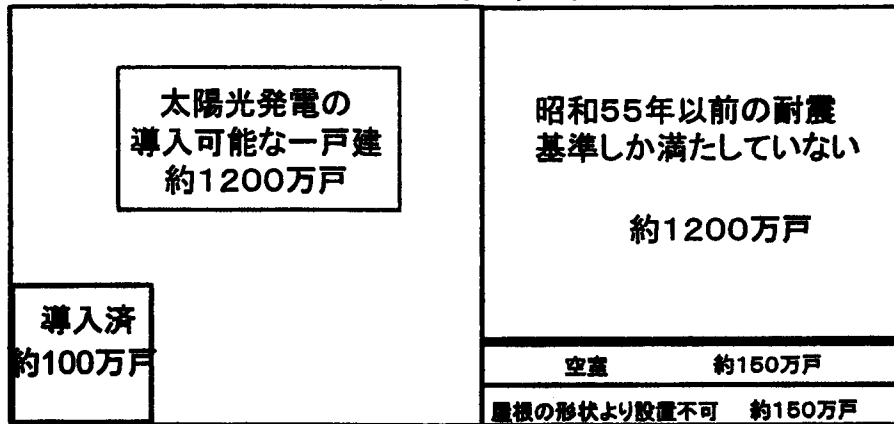 太陽光発電の
導入可能な一戸建
約1200万戸
導入済
約100万戸
昭和55年以前の耐震
基準しか満たしていない
約1200万戸
空室 約150万戸
屋根の形状より設置不可 約150万戸